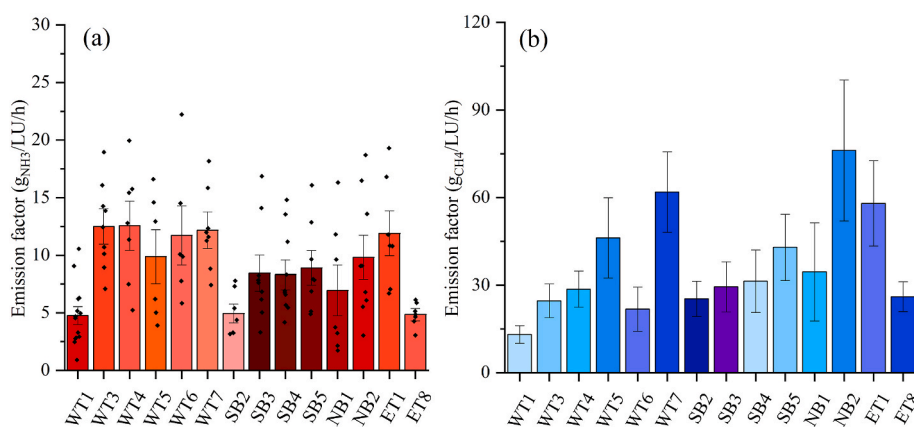 (a)
Emission factor (gNH3/LU/h)
30
25
20
15
10
5
0
WT1
WT3
WT4
WT5
WT6
WT7
SB2
SB3
SB4
SB5
NB1
NB2
ET1
ET8
(b)
Emission factor (gCH4/LU/h)
120
90
60
30
0
WT1
WT3
WT4
WT5
WT6
WT7
SB2
SB3
SB4
SB5
NB1
NB2
ET1
ET8